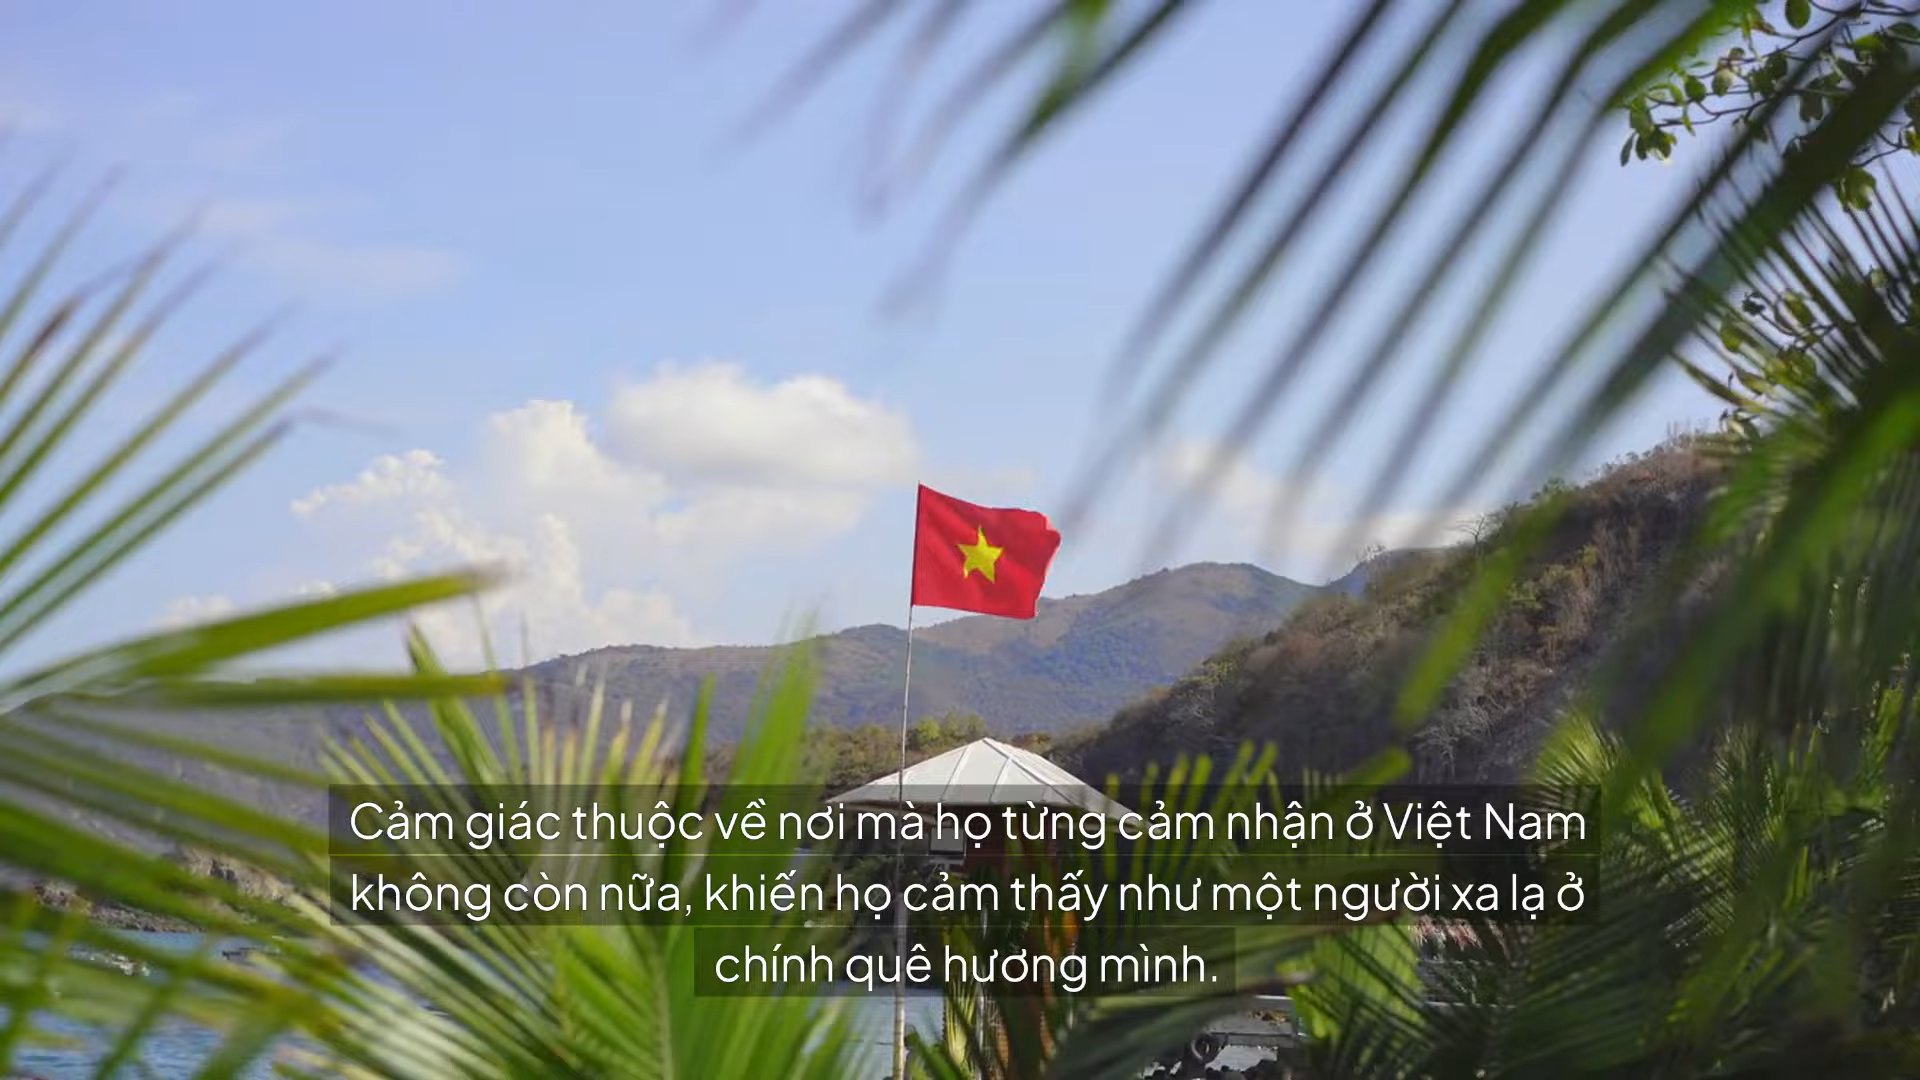 Cảm giác thuộc về nơi mà họ từng cảm nhận ở Việt Nam
không còn nữa, khiến họ cảm thấy như một người xa lạ ở
chính quê hương mình.